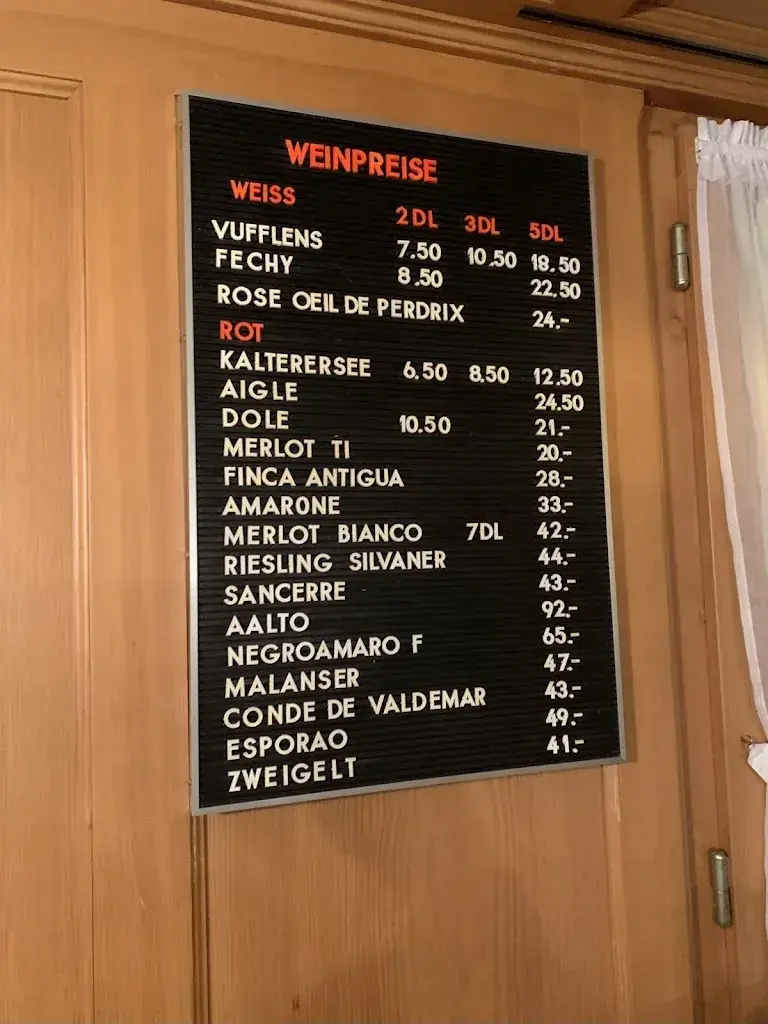 WEINPREISE
WEISS
2DL 3DL 5DL
VUFFLENS 7.50 10.50 18.50
FECHY 8.50 22.50
ROSE OEIL DE PERDRIX 24.-
ROT
KALTERERSEE 6.50 8.50 12.50
AIGLE 24.50
DOLE 10.50 21.-
MERLOT TI 20.-
FINCA ANTIGUA 28.-
AMARONE 33.-
MERLOT BIANCO 7DL 42.-
RIESLING SILVANER 44.-
SANCERRE 43.-
AALTO 92.-
NEGROAMARO F 65.-
MALANSER 47.-
CONDE DE VALDEMAR 43.-
ESPORAO 49.-
ZWEIGELT 41.-